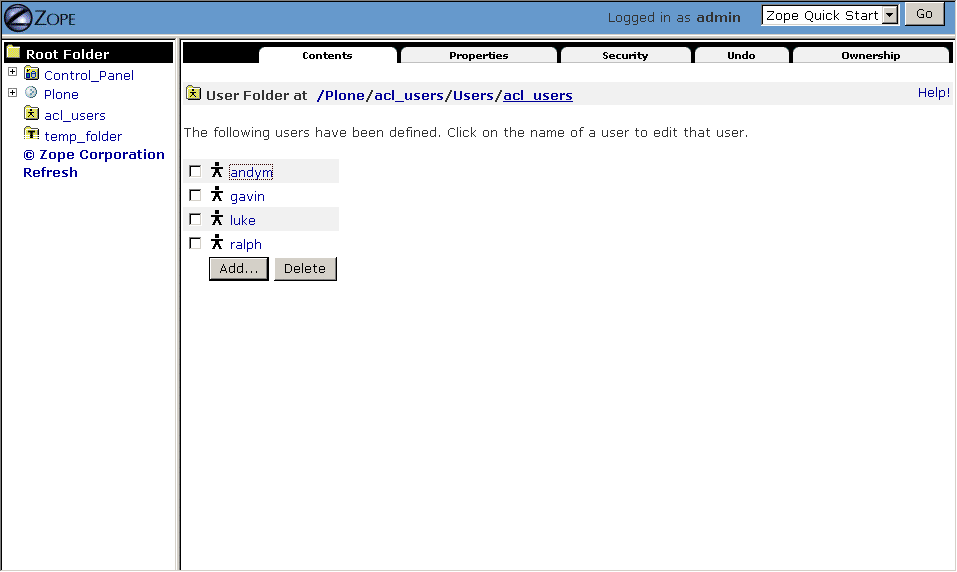 ZOPE
Logged in as admin
Zope Quick Start
Go
Root Folder
Control_Panel
Plone
acl_users
temp_folder
© Zope Corporation
Refresh
Contents
Properties
Security
Undo
Ownership
User Folder at /Plone/acl_users/Users/acl_users
Help!
The following users have been defined. Click on the name of a user to edit that user.
andym
gavin
luke
ralph
Add...
Delete